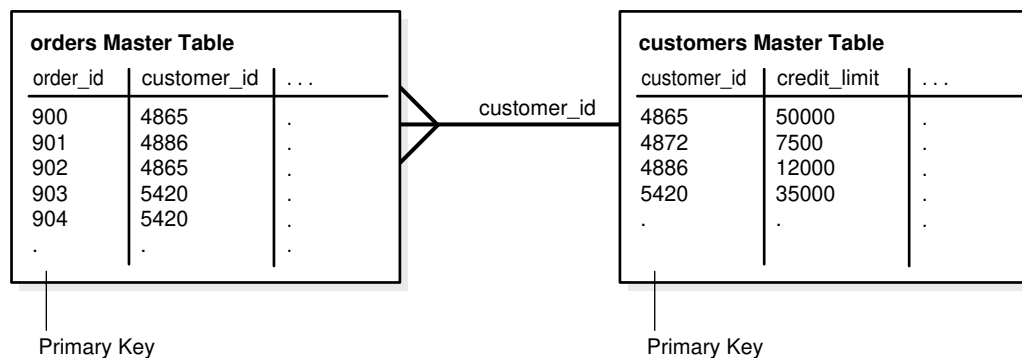 orders Master Table
order_id customer_id ...
900 4865 .
901 4886 .
902 4865 .
903 5420 .
904 5420 .
. . .
Primary Key
customer_id
customers Master Table
customer_id credit_limit ...
4865 50000 .
4872 7500 .
4886 12000 .
5420 35000 .
. . .
.
Primary Key